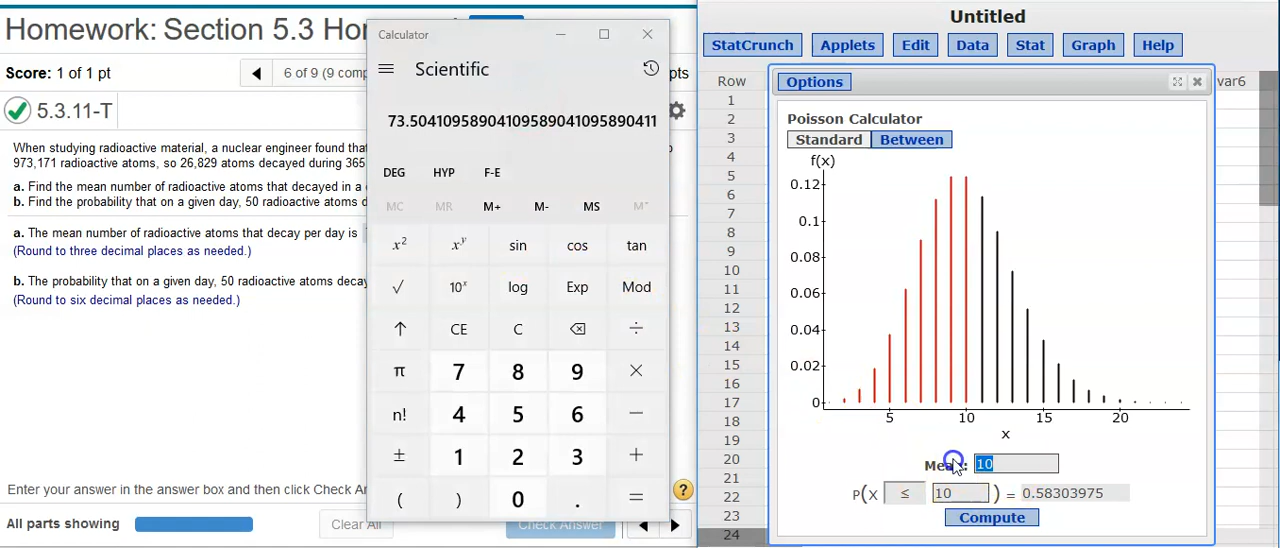 Homework: Section 5.3 Hor
Score: 1 of 1 pt
6 of 9 (9 comp
pts
5.3.11-T
When studying radioactive material, a nuclear engineer found that
973,171 radioactive atoms, so 26,829 atoms decayed during 365
a. Find the mean number of radioactive atoms that decayed in a
b. Find the probability that on a given day, 50 radioactive atoms d
a. The mean number of radioactive atoms that decay per day is
(Round to three decimal places as needed.)
b. The probability that on a given day, 50 radioactive atoms deca
(Round to six decimal places as needed.)
Enter your answer in the answer box and then click Check A
All parts showing
Clear All
Check Answer
?
Calculator
Scientific
73.504109589041095890410958904 11
DEG HYP F-E
MC MR M+ M- MS M˅
x² xʸ sin cos tan
√ 10ˣ log Exp Mod
↑ CE C ÷
π 7 8 9 ×
n! 4 5 6 −
± 1 2 3 +
( ) 0 . =
Untitled
StatCrunch Applets Edit Data Stat Graph Help
Row
var6
1
2
3
4
5
6
7
8
9
10
11
12
13
14
15
16
17
18
19
20
21
22
23
24
Options
Poisson Calculator
Standard Between
f(x)
0.12
0.1
0.08
0.06
0.04
0.02
0
5 10 15 20
x
Mean: 10
P(x ≤ 10 ) = 0.58303975
Compute